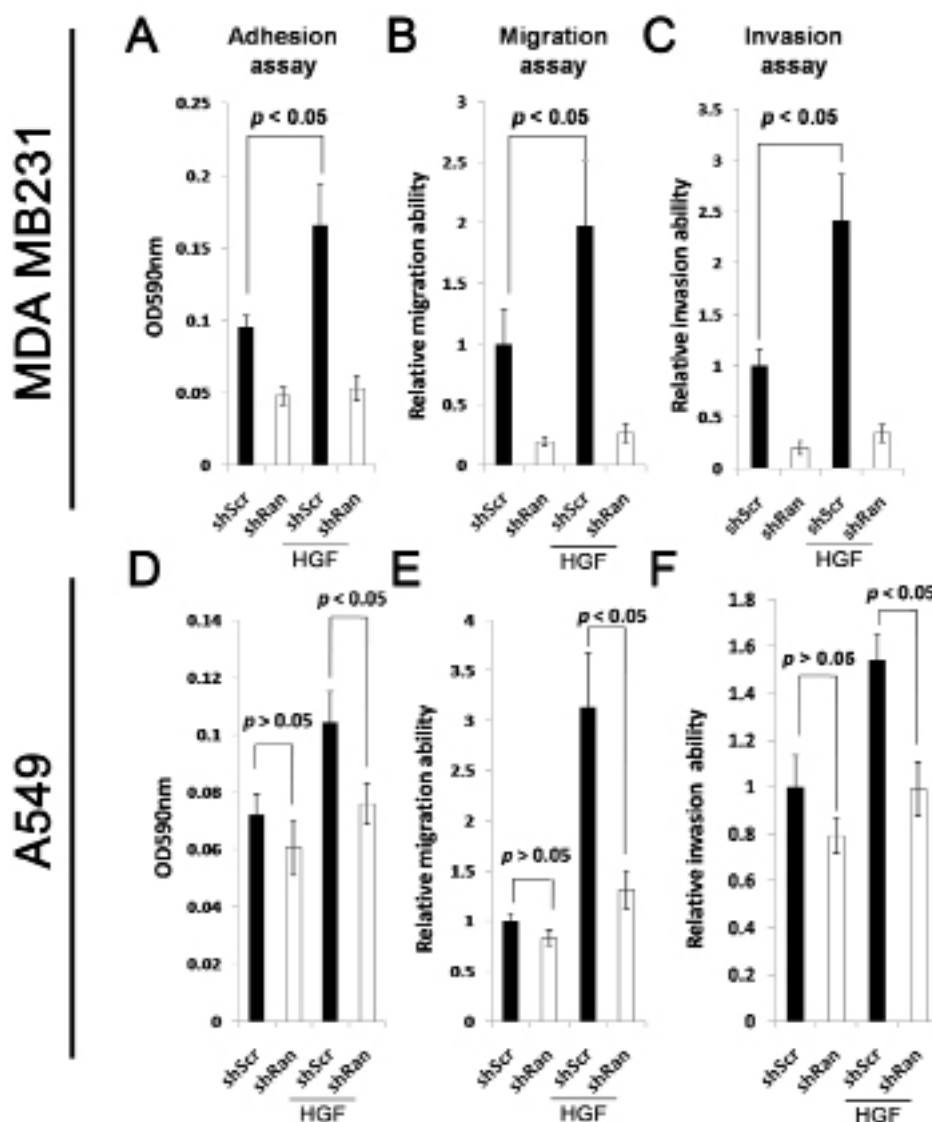 MDA MB231
A
Adhesion
assay
p < 0.05
OD590nm
0.25
0.2
0.15
0.1
0.05
0
shScr
shRan
shScr
shRan
HGF
B
Migration
assay
p < 0.05
Relative migration ability
3
2.5
2
1.5
1
0.5
0
shScr
shRan
shScr
shRan
HGF
C
Invasion
assay
p < 0.05
Relative invasion ability
3.5
3
2.5
2
1.5
1
0.5
0
shScr
shRan
shScr
shRan
HGF
A549
D
p < 0.05
p > 0.05
OD590nm
0.14
0.12
0.1
0.08
0.06
0.04
0.02
0
shScr
shRan
shScr
shRan
HGF
E
p < 0.05
p > 0.05
Relative migration ability
4
3.5
3
2.5
2
1.5
1
0.5
0
shScr
shRan
shScr
shRan
HGF
F
p < 0.05
p > 0.05
Relative invasion ability
1.8
1.6
1.4
1.2
1
0.8
0.6
0.4
0.2
0
shScr
shRan
shScr
shRan
HGF